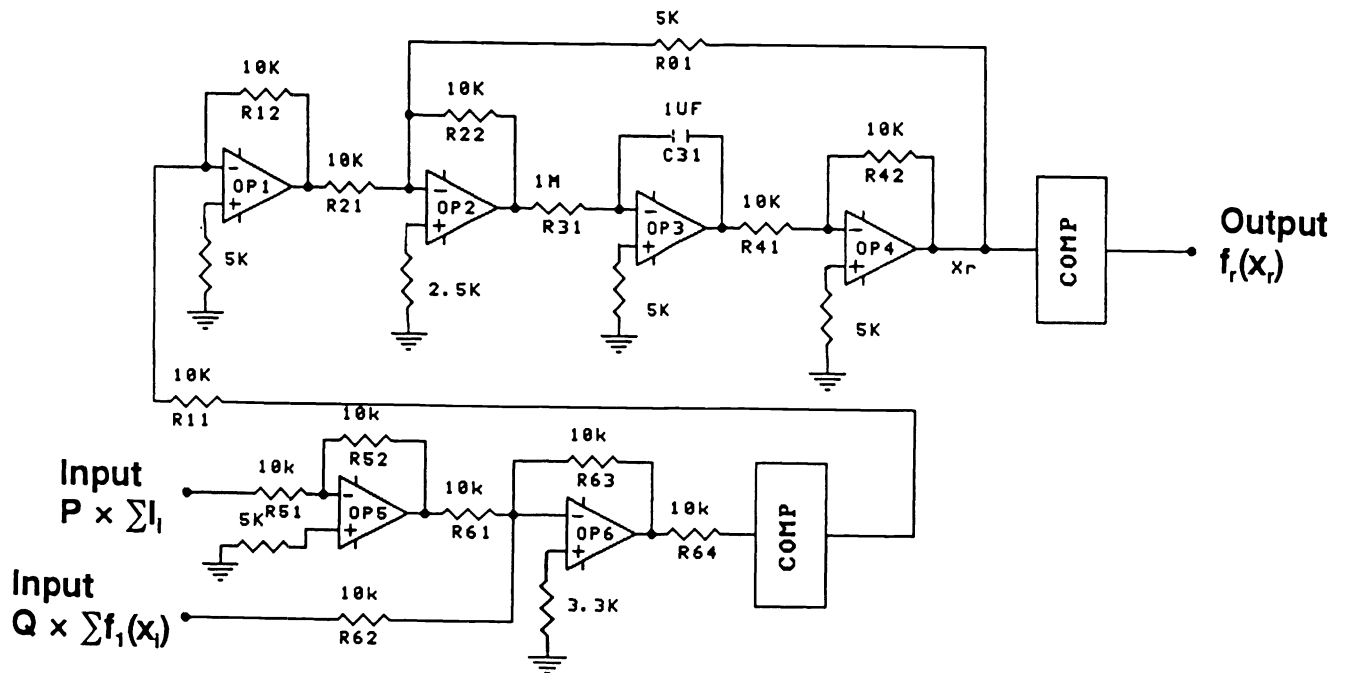 5K
R01
10K
R12
10K
R22
1UF
C31
10K
R42
-
OP1
+
10K
R21
-
OP2
+
1M
R31
-
OP3
+
10K
R41
-
OP4
+
Xr
COMP
Output
fr(xr)
5K
2.5K
5K
5K
10K
R11
Input
P × ∑Ii
10k
R51
10k
R52
-
OP5
+
5K
10k
R61
10k
R63
-
OP6
+
10k
R64
COMP
3.3K
Input
Q × ∑f1(xi)
10k
R62